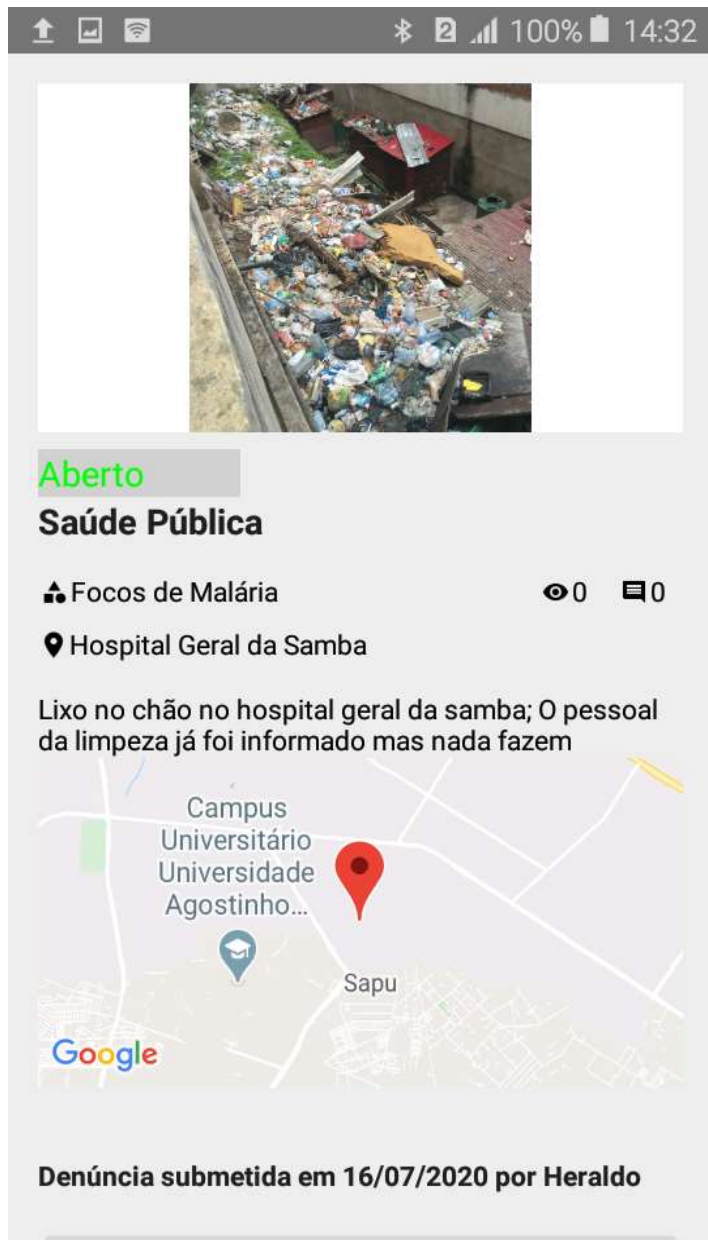 100% 14:32
Aberto
Saúde Pública
Focos de Malária 0 0
Hospital Geral da Samba
Lixo no chão no hospital geral da samba; O pessoal
da limpeza já foi informado mas nada fazem
Campus
Universitário
Universidade
Agostinho...
Sapu
Google
Denúncia submetida em 16/07/2020 por Heraldo